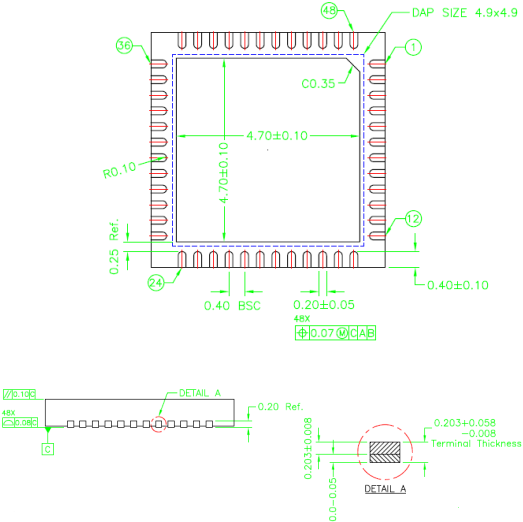 48
DAP SIZE 4.9x4.9
36
1
C0.35
4.70±0.10
4.70±0.10
R0.10
12
0.25 Ref.
24
0.40±0.10
0.40 BSC
0.20±0.05
48X
⌖ 0.07 Ⓜ C A B
// 0.10 C
DETAIL A
48X
⌓ 0.08 C
0.20 Ref.
C
0.203±0.008
0.203+0.058
-0.008
Terminal Thickness
0.0-0.05
DETAIL A